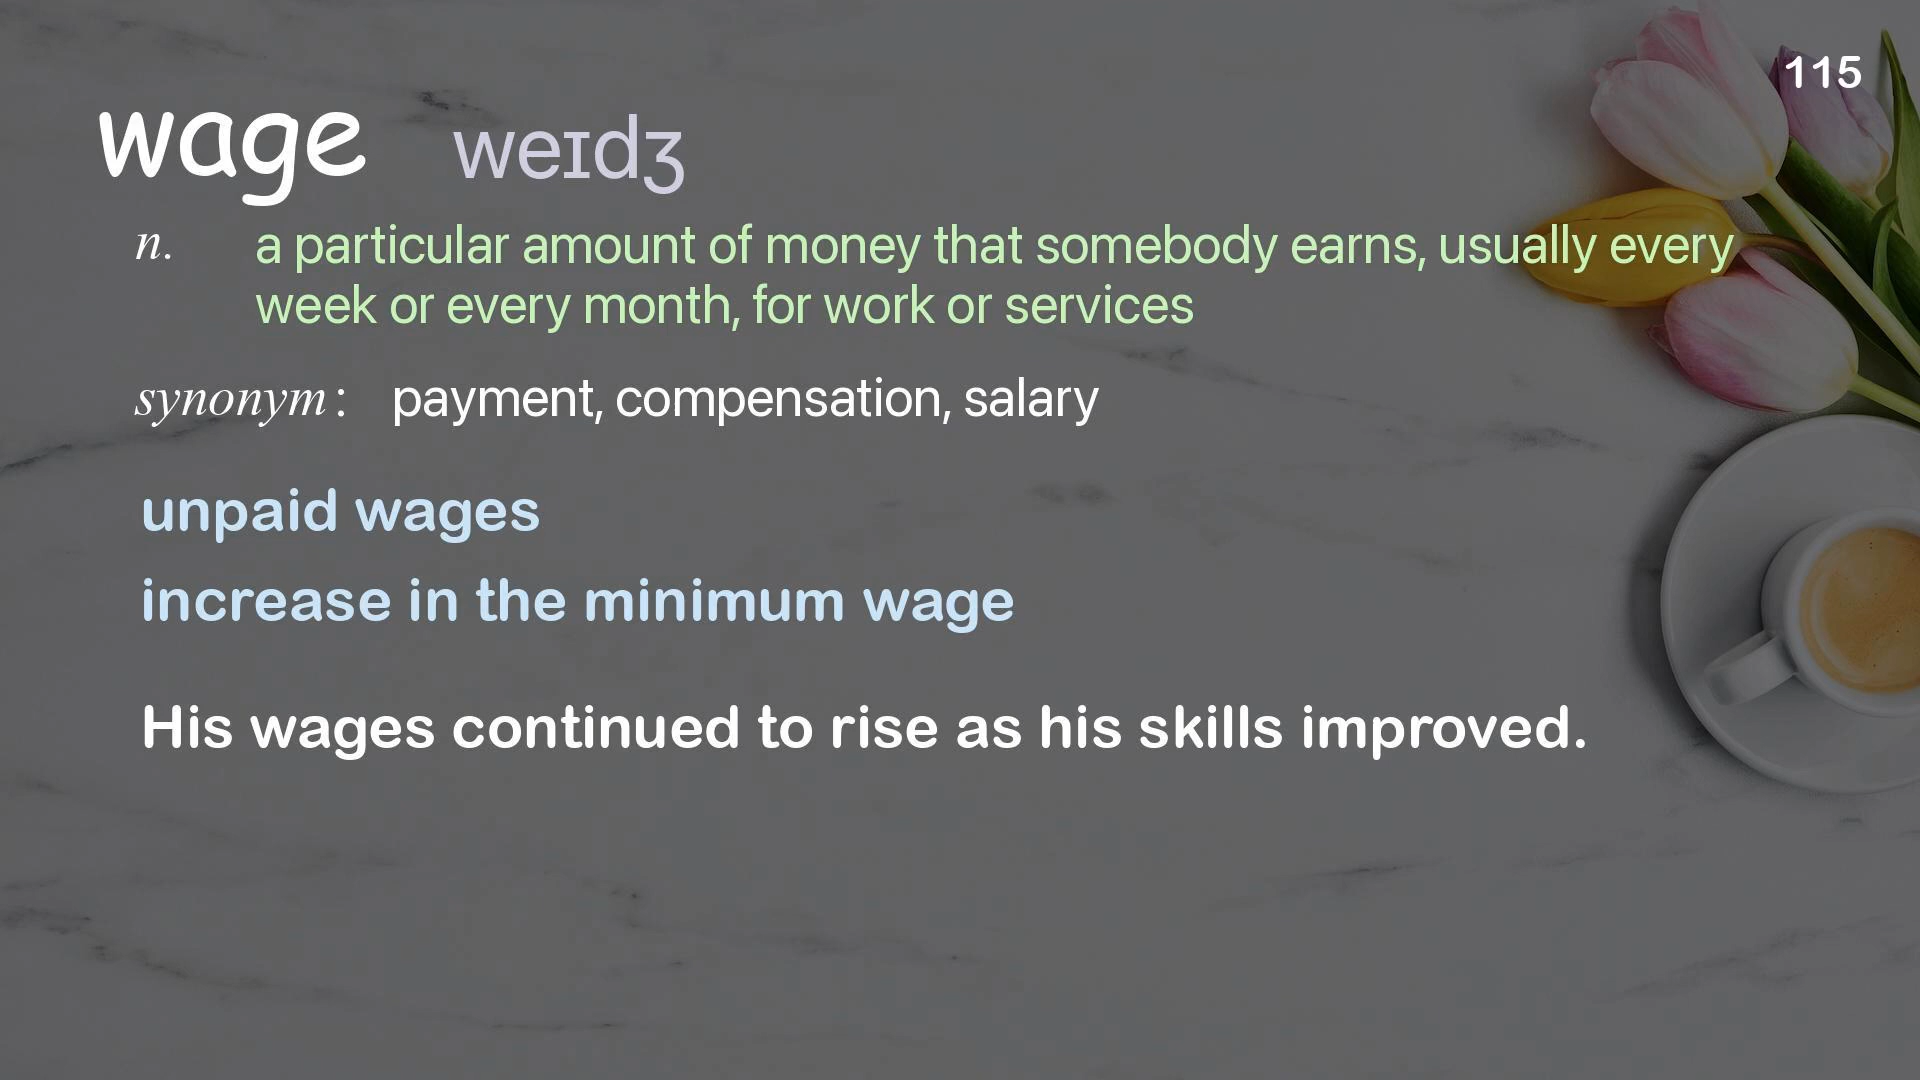 115
wage weɪdʒ
n. a particular amount of money that somebody earns, usually every
week or every month, for work or services
synonym: payment, compensation, salary
unpaid wages
increase in the minimum wage
His wages continued to rise as his skills improved.